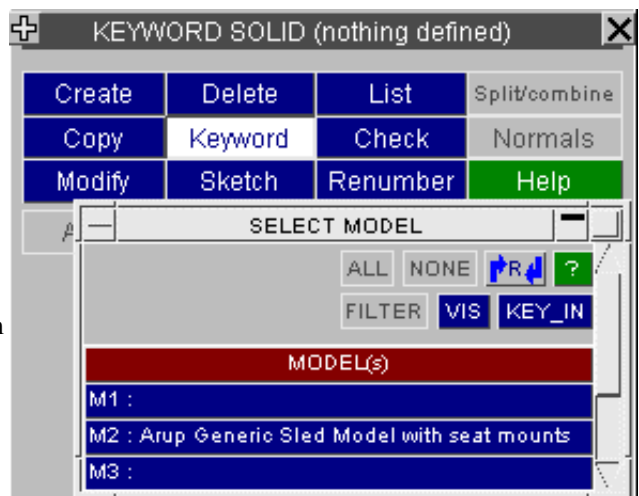 KEYWORD SOLID (nothing defined)
Create Delete List Split/combine
Copy Keyword Check Normals
Modify Sketch Renumber Help
SELECT MODEL
ALL NONE R ?
FILTER VIS KEY_IN
MODEL(s)
M1 :
M2 : Arup Generic Sled Model with seat mounts
M3 :